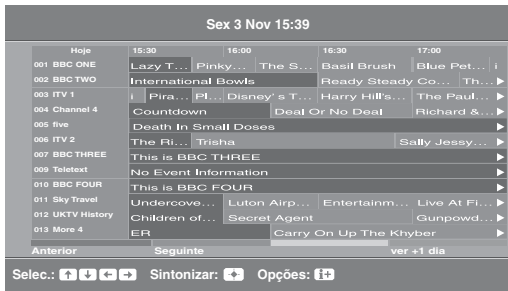 Sex 3 Nov 15:39
Hoje 15:30 16:00 16:30 17:00
001 BBC ONE Lazy T... Pinky... The S... Basil Brush Blue Pet... i
002 BBC TWO International Bowls Ready Steady Co... Th...
003 ITV 1 i Pira... Pl... Disney's T... Harry Hill's... The Paul...
004 Channel 4 Countdown Deal Or No Deal Richard &...
005 five Death In Small Doses
006 ITV 2 The Ri... Trisha Sally Jessy...
007 BBC THREE This is BBC THREE
009 Teletext No Event Information
010 BBC FOUR This is BBC FOUR
011 Sky Travel Undercove... Luton Airp... Entertainm... Live At Fi...
012 UKTV History Children of... Secret Agent Gunpowd...
013 More 4 ER Carry On Up The Khyber
Anterior Seguinte ver +1 dia
Selec.: Sintonizar: Opções: i+